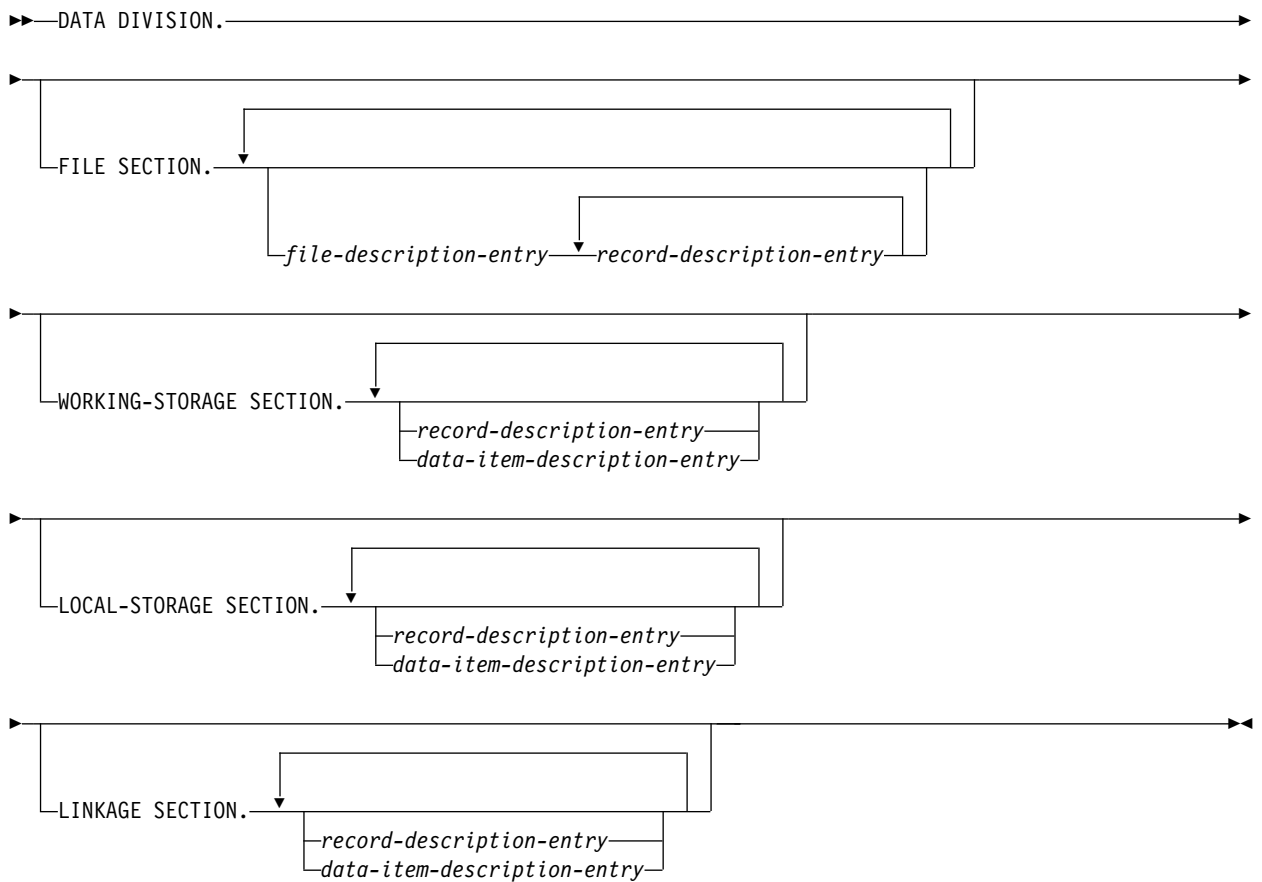 DATA DIVISION.
FILE SECTION.
file-description-entry record-description-entry
WORKING-STORAGE SECTION.
record-description-entry
data-item-description-entry
LOCAL-STORAGE SECTION.
record-description-entry
data-item-description-entry
LINKAGE SECTION.
record-description-entry
data-item-description-entry